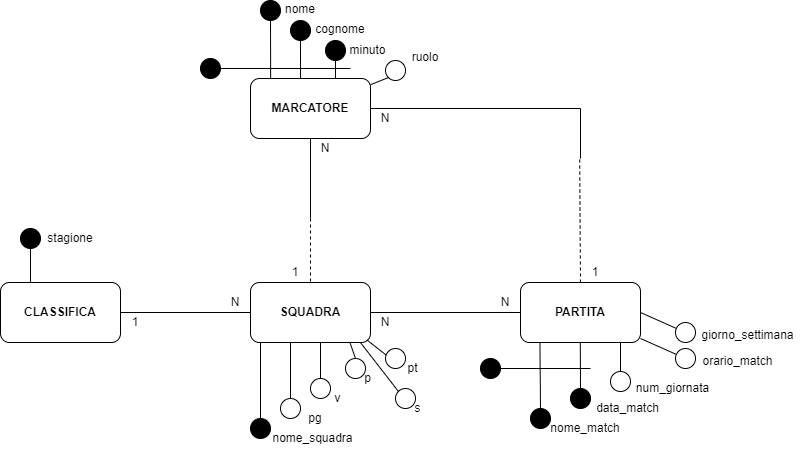 nome
cognome
minuto
ruolo
MARCATORE
N
N
stagione
1
1
CLASSIFICA
1
N
SQUADRA
N
N
PARTITA
giorno_settimana
orario_match
pt
p
v
s
pg
nome_squadra
num_giornata
data_match
nome_match